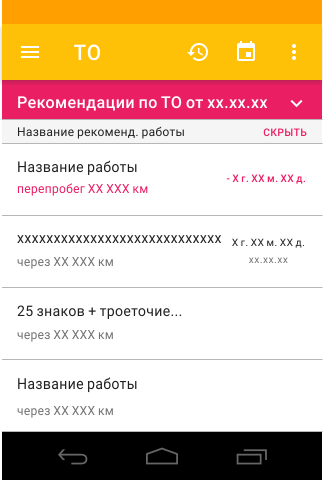 ТО
Рекомендации по ТО от xx.xx.xx
Название рекоменд. работы СКРЫТЬ
Название работы
перепробег XX XXX км
- X г. XX м. XX д.
xxxxxxxxxxxxxxxxxxxxxxxxxxxx
через XX XXX км
X г. XX м. XX д.
xx.xx.xx
25 знаков + троеточие...
через XX XXX км
Название работы
через XX XXX км